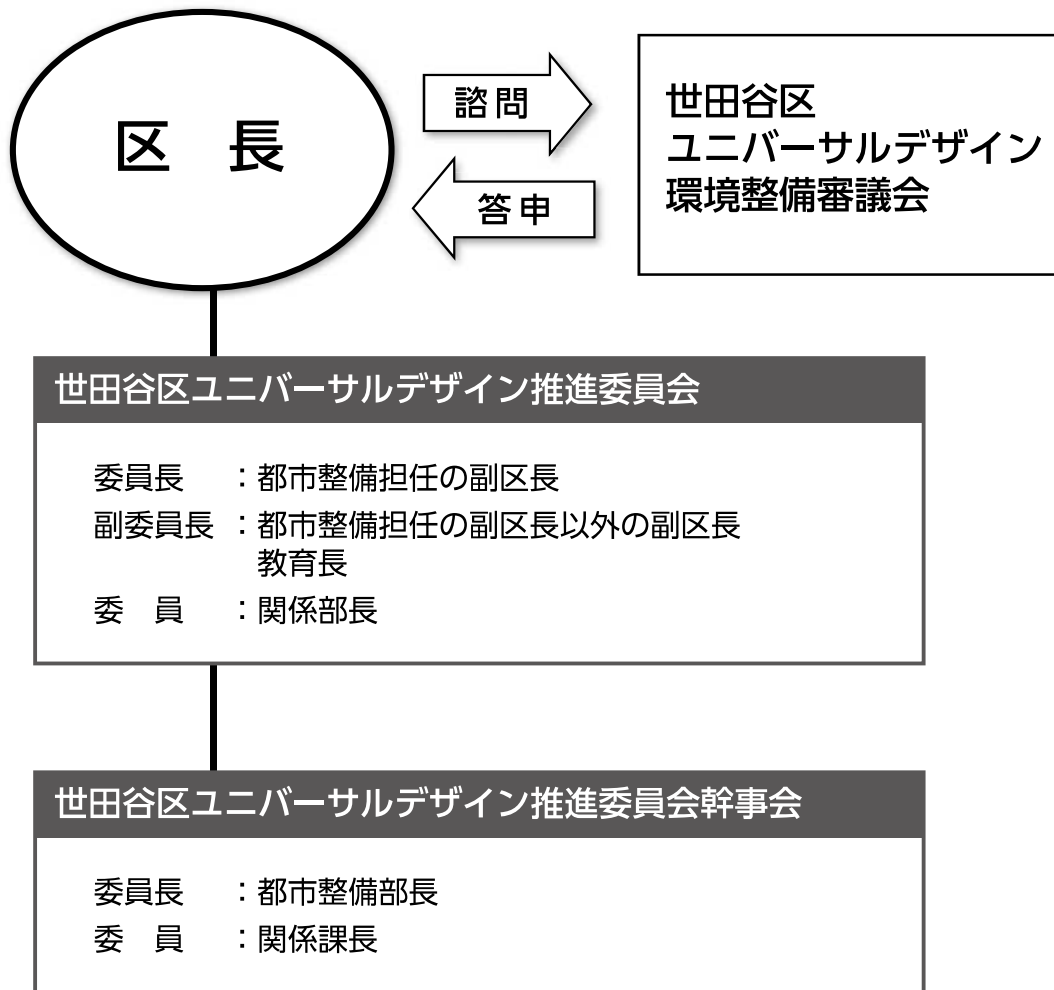 区　長
諮問
答申
世田谷区
ユニバーサルデザイン
環境整備審議会
世田谷区ユニバーサルデザイン推進委員会
委員長　：都市整備担任の副区長
副委員長：都市整備担任の副区長以外の副区長
教育長
委　員　：関係部長
世田谷区ユニバーサルデザイン推進委員会幹事会
委員長　：都市整備部長
委　員　：関係課長